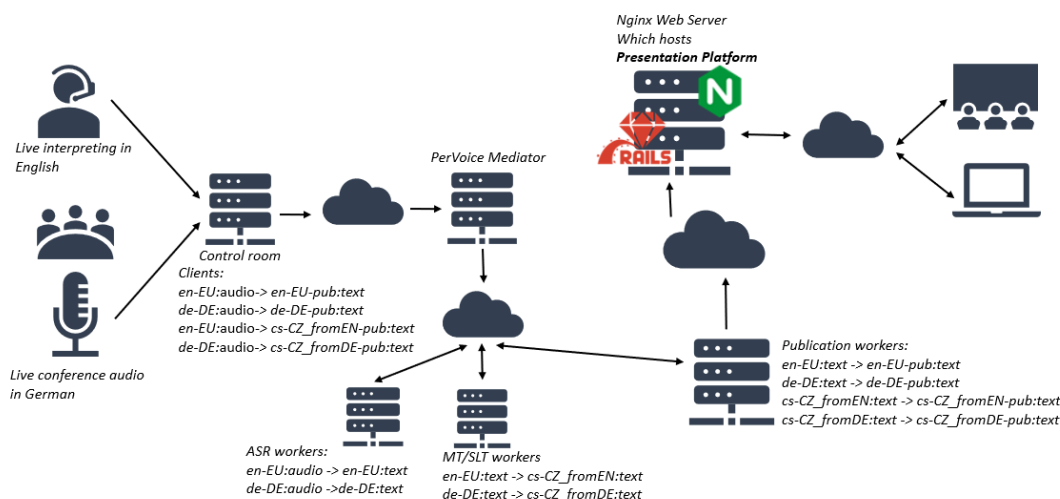 Nginx Web Server
Which hosts
Presentation Platform
N
RAILS
Live interpreting in
English
PerVoice Mediator
Control room
Clients:
en-EU:audio-> en-EU-pub:text
de-DE:audio-> de-DE-pub:text
en-EU:audio-> cs-CZ_fromEN-pub:text
de-DE:audio-> cs-CZ_fromDE-pub:text
Live conference audio
in German
Publication workers:
en-EU:text -> en-EU-pub:text
de-DE:text -> de-DE-pub:text
cs-CZ_fromEN:text -> cs-CZ_fromEN-pub:text
cs-CZ_fromDE:text -> cs-CZ_fromDE-pub:text
ASR workers:
en-EU:audio -> en-EU:text
de-DE:audio ->de-DE:text
MT/SLT workers
en-EU:text -> cs-CZ_fromEN:text
de-DE:text -> cs-CZ_fromDE:text